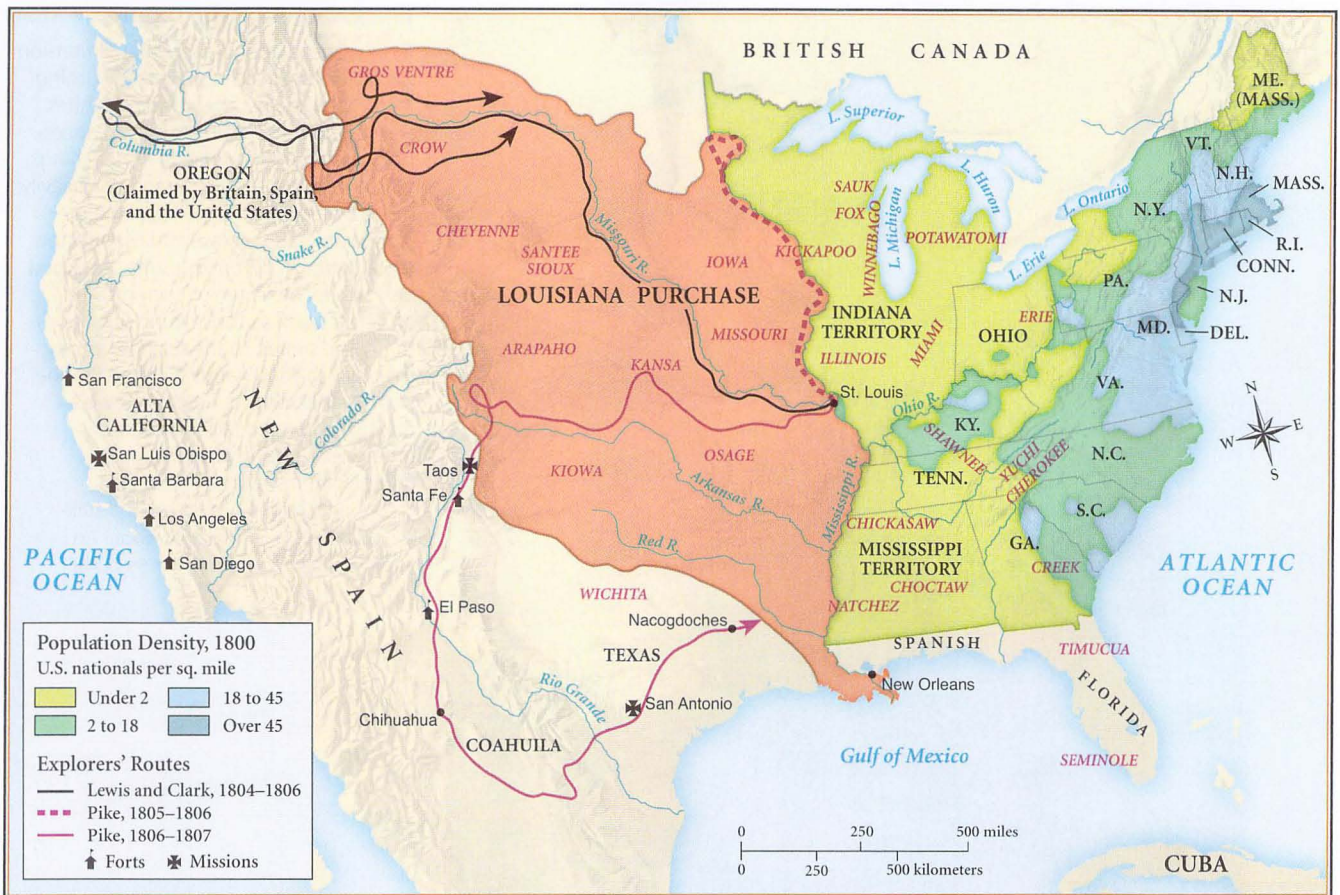 BRITISH CANADA
GROS VENTRE
ME.
(MASS.)
L. Superior
Columbia R.
CROW
VT.
OREGON
(Claimed by Britain, Spain,
and the United States)
L. Huron
N.H.
MASS.
SAUK
FOX
L. Michigan
WINNEBAGO
L. Ontario
N.Y.
R.I.
CHEYENNE
Missouri R.
POTAWATOMI
Snake R.
SANTEE
SIOUX
IOWA
KICKAPOO
L. Erie
CONN.
PA.
LOUISIANA PURCHASE
N.J.
INDIANA
TERRITORY
ERIE
MD.
DEL.
MISSOURI
OHIO
ARAPAHO
ILLINOIS
MIAMI
KANSA
San Francisco
VA.
St. Louis
Ohio R.
ALTA
CALIFORNIA
NEW SPAIN
Colorado R.
KY.
SHAWNEE
N
W
E
S
San Luis Obispo
Taos
KIOWA
OSAGE
YUCHI
CHEROKEE
N.C.
TENN.
Santa Barbara
Santa Fe
Arkansas R.
Mississippi R.
Los Angeles
S.C.
CHICKASAW
Red R.
GA.
MISSISSIPPI
TERRITORY
PACIFIC
OCEAN
San Diego
CREEK
ATLANTIC
OCEAN
CHOCTAW
WICHITA
NATCHEZ
El Paso
Nacogdoches
SPANISH
FLORIDA
TIMUCUA
TEXAS
New Orleans
Rio Grande
San Antonio
Chihuahua
COAHUILA
Gulf of Mexico
SEMINOLE
Population Density, 1800
U.S. nationals per sq. mile
Under 2
18 to 45
2 to 18
Over 45
Explorers' Routes
Lewis and Clark, 1804–1806
Pike, 1805–1806
Pike, 1806–1807
Forts
Missions
0 250 500 miles
0 250 500 kilometers
CUBA